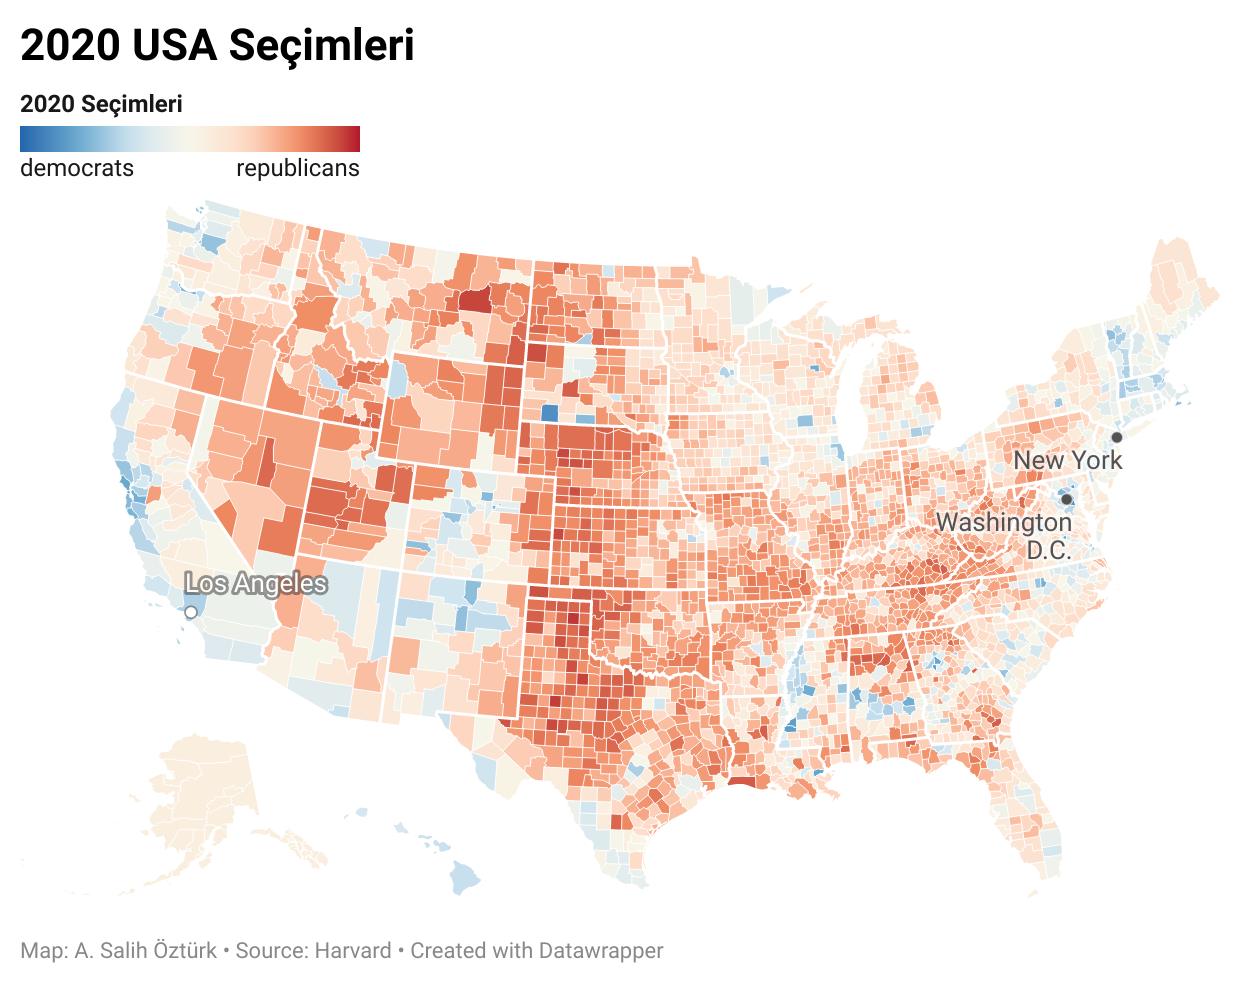 2020 USA Seçimleri
2020 Seçimleri
democrats republicans
New York
Washington
D.C.
Los Angeles
Map: A. Salih Öztürk • Source: Harvard • Created with Datawrapper